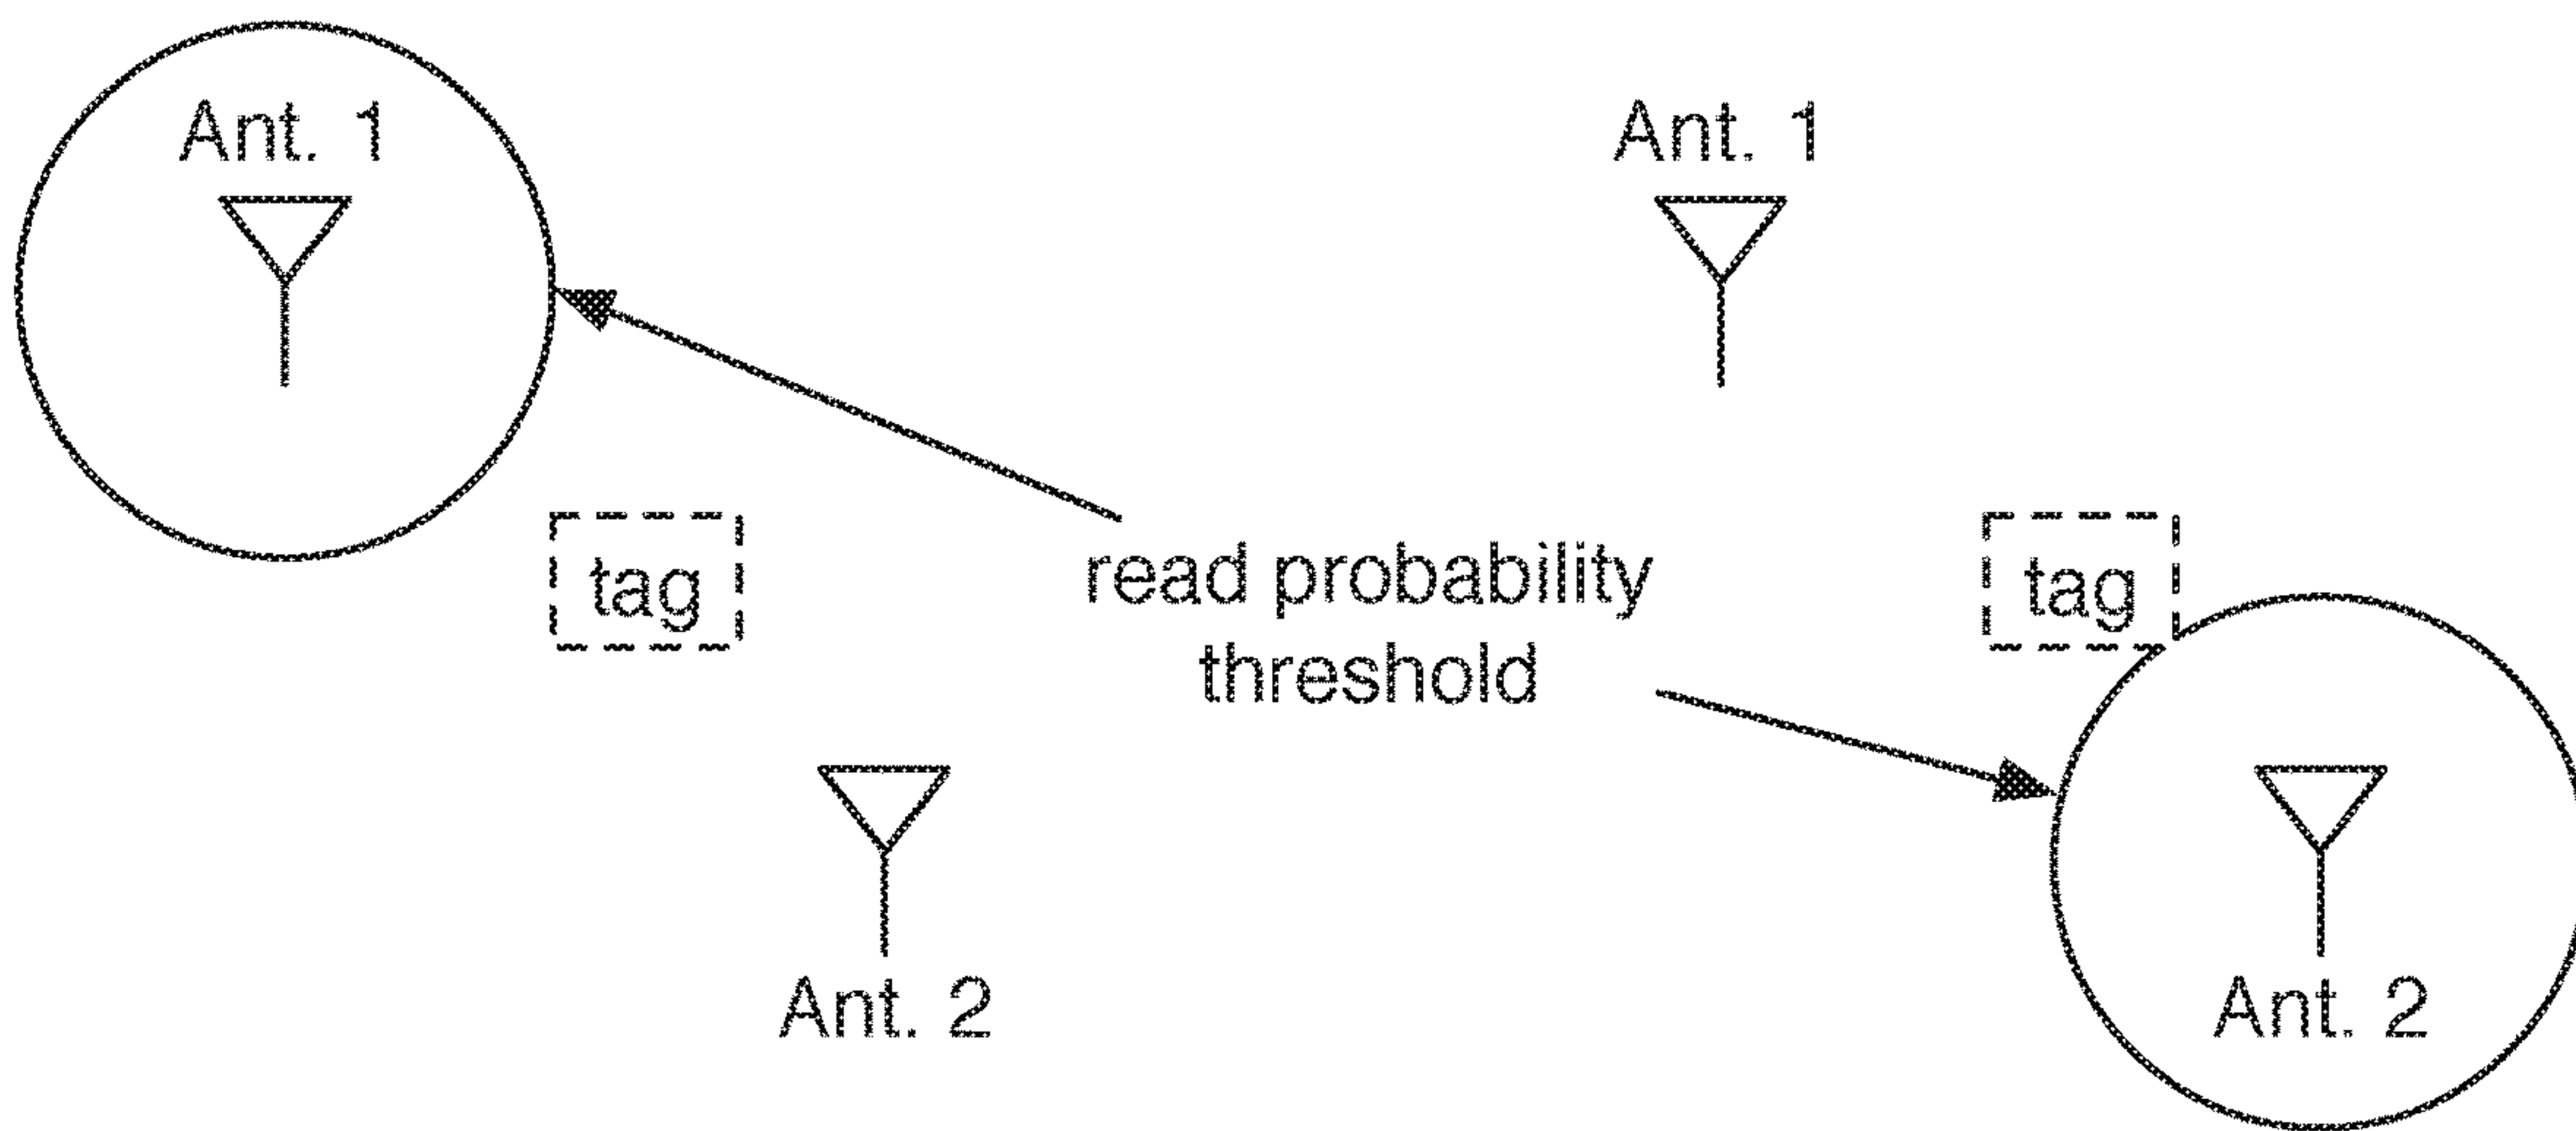 Ant. 1
Ant. 1
tag
read probability
threshold
tag
Ant. 2
Ant. 2